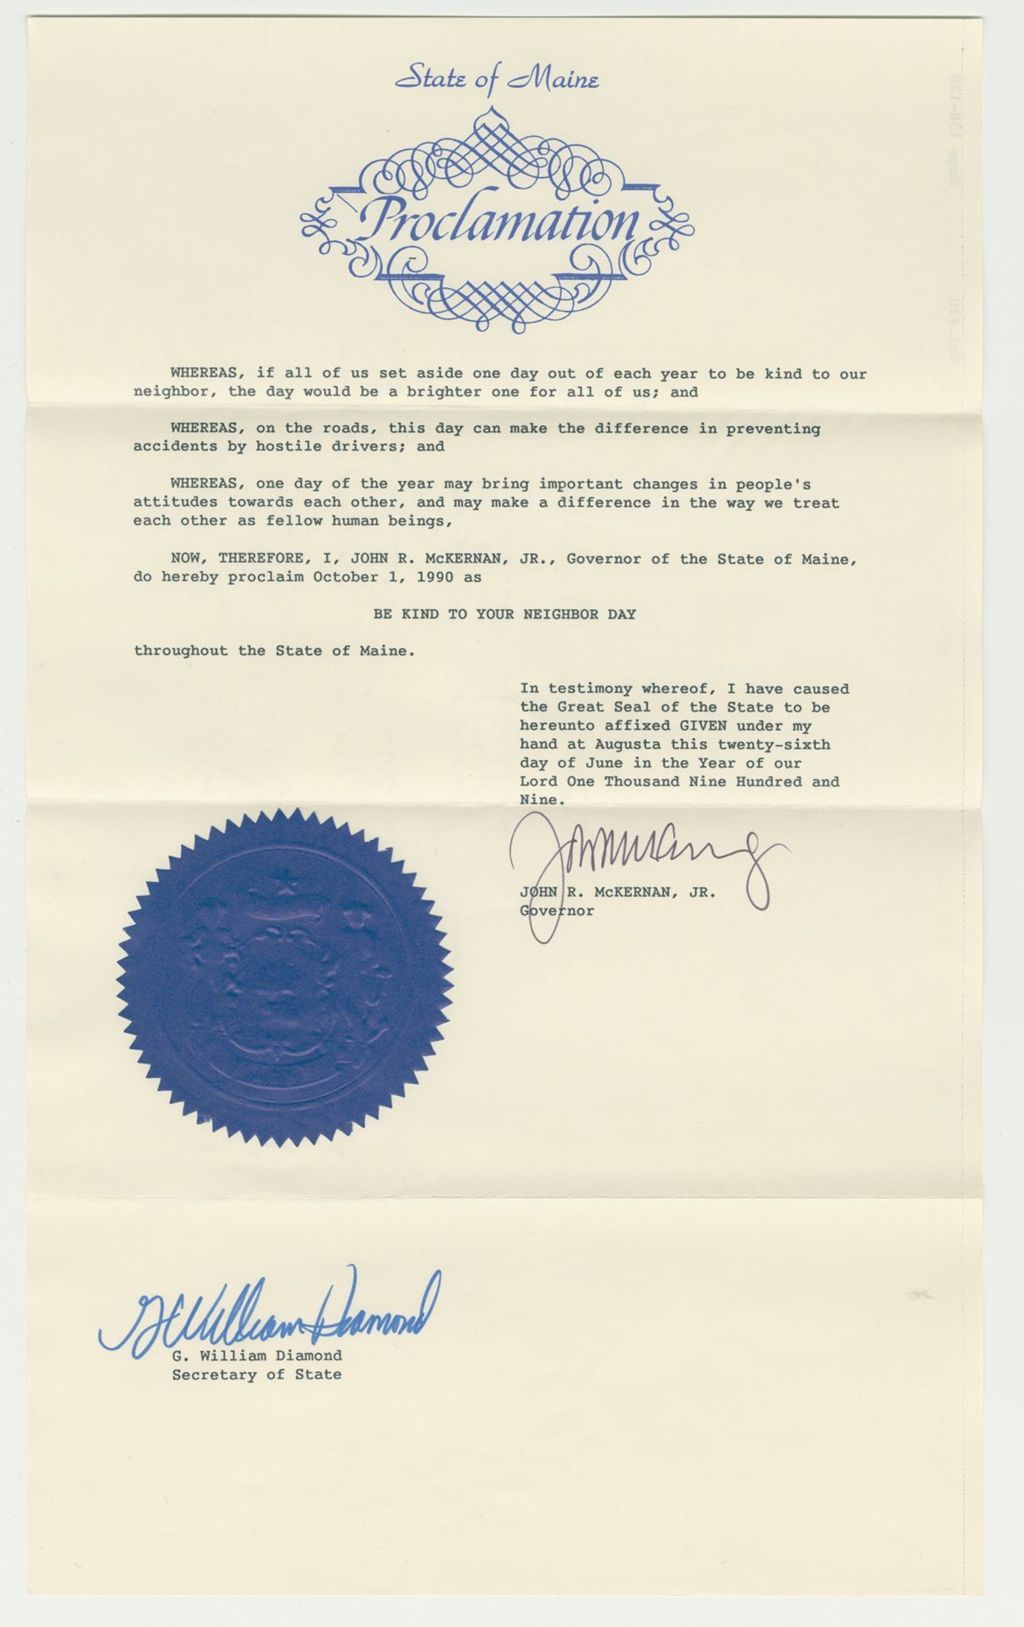 State of Maine
Proclamation
WHEREAS, if all of us set aside one day out of each year to be kind to our
neighbor, the day would be a brighter one for all of us; and
WHEREAS, on the roads, this day can make the difference in preventing
accidents by hostile drivers; and
WHEREAS, one day of the year may bring important changes in people's
attitudes towards each other, and may make a difference in the way we treat
each other as fellow human beings,
NOW, THEREFORE, I, JOHN R. McKERNAN, JR., Governor of the State of Maine,
do hereby proclaim October 1, 1990 as
BE KIND TO YOUR NEIGHBOR DAY
throughout the State of Maine.
In testimony whereof, I have caused
the Great Seal of the State to be
hereunto affixed GIVEN under my
hand at Augusta this twenty-sixth
day of June in the Year of our
Lord One Thousand Nine Hundred and
Nine.
JOHN R. McKERNAN, JR.
Governor
G William Diamond
G. William Diamond
Secretary of State